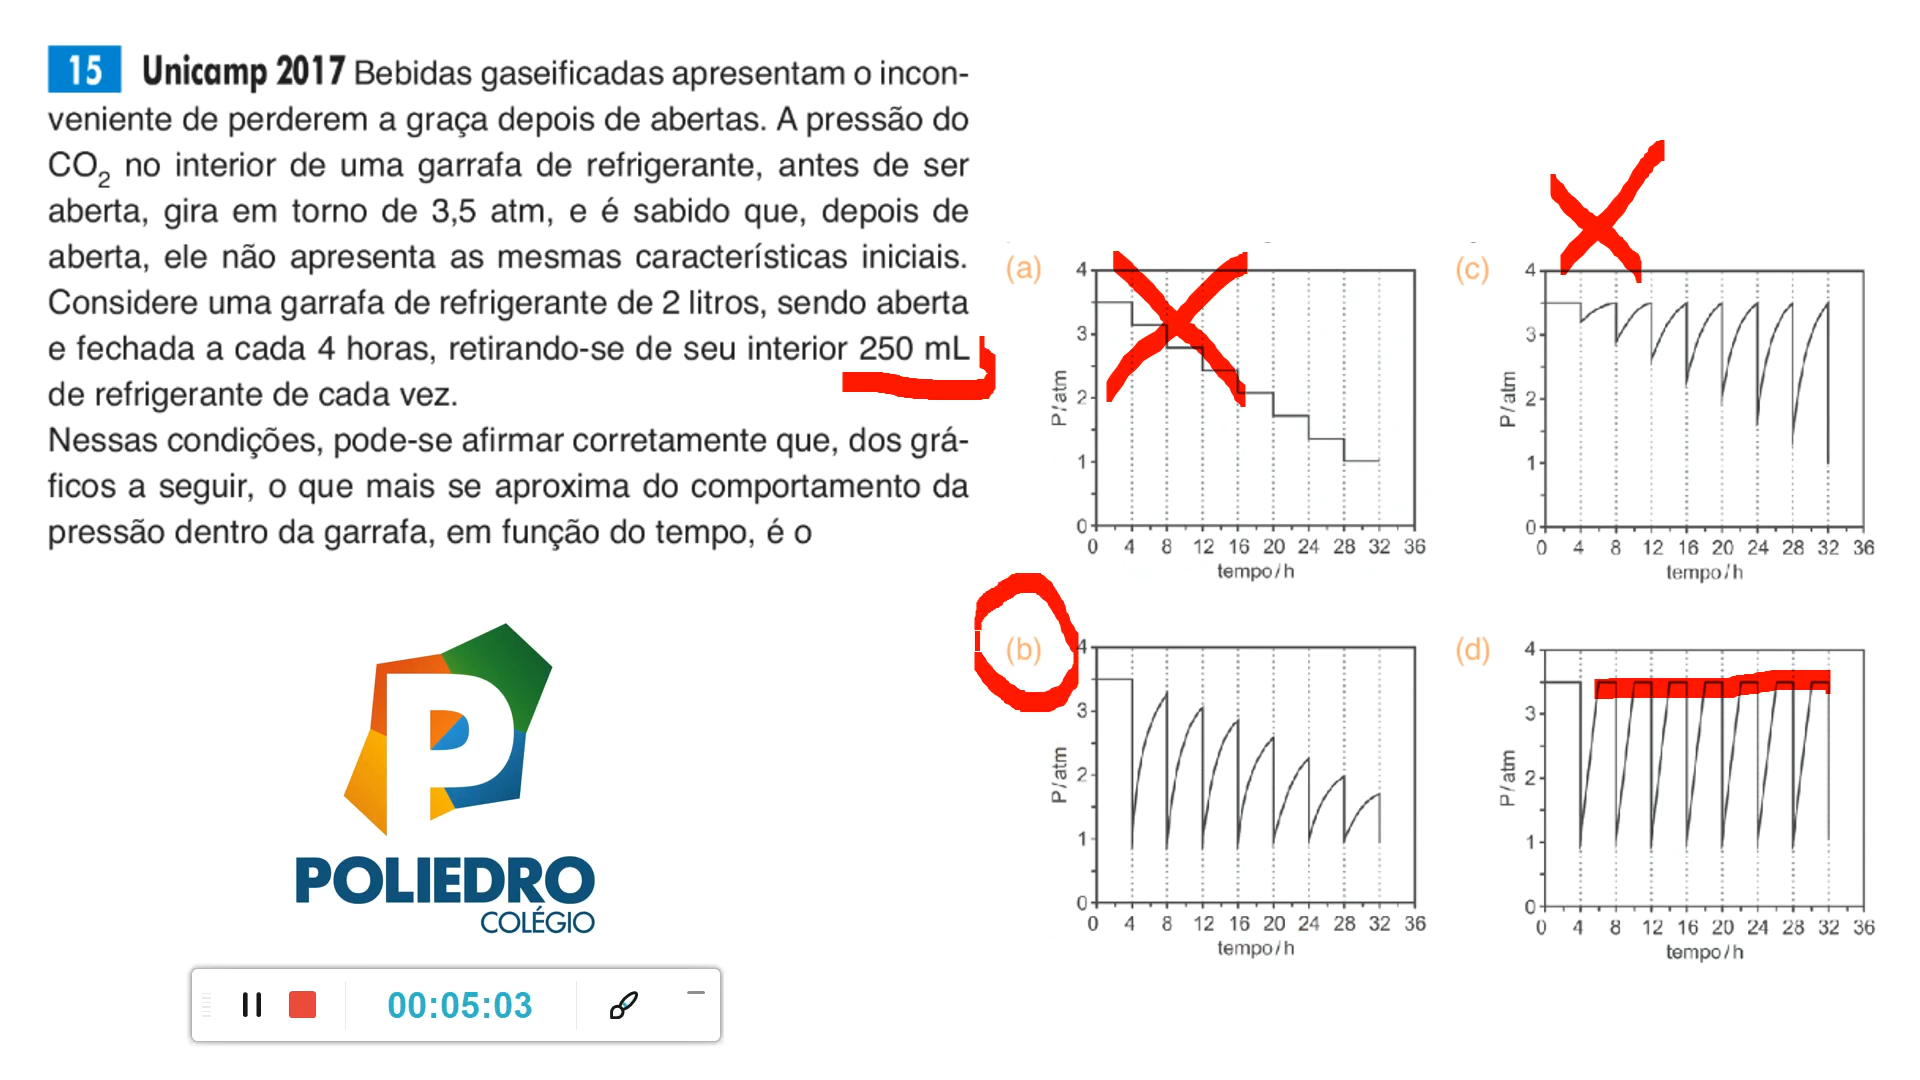 15 Unicamp 2017 Bebidas gaseificadas apresentam o incon-
veniente de perderem a graça depois de abertas. A pressão do
CO2 no interior de uma garrafa de refrigerante, antes de ser
aberta, gira em torno de 3,5 atm, e é sabido que, depois de
aberta, ele não apresenta as mesmas características iniciais.
Considere uma garrafa de refrigerante de 2 litros, sendo aberta
e fechada a cada 4 horas, retirando-se de seu interior 250 mL
de refrigerante de cada vez.
Nessas condições, pode-se afirmar corretamente que, dos grá-
ficos a seguir, o que mais se aproxima do comportamento da
pressão dentro da garrafa, em função do tempo, é o
(a)
4
3
2
1
0
P/atm
0 4 8 12 16 20 24 28 32 36
tempo/h
(c)
4
3
2
1
0
P/atm
0 4 8 12 16 20 24 28 32 36
tempo/h
(b)
4
3
2
1
0
P/atm
0 4 8 12 16 20 24 28 32 36
tempo/h
(d)
4
3
2
1
0
P/atm
0 4 8 12 16 20 24 28 32 36
tempo/h
P
POLIEDRO
COLÉGIO
00:05:03